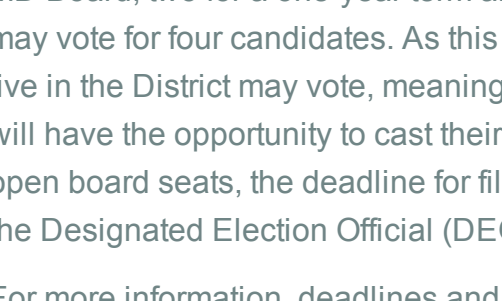 Board, two for a one-year term
may vote for four candidates. As this
ive in the District may vote, meaning
will have the opportunity to cast their
open board seats, the deadline for fil
he Designated Election Official (DE
For more information, deadlines and